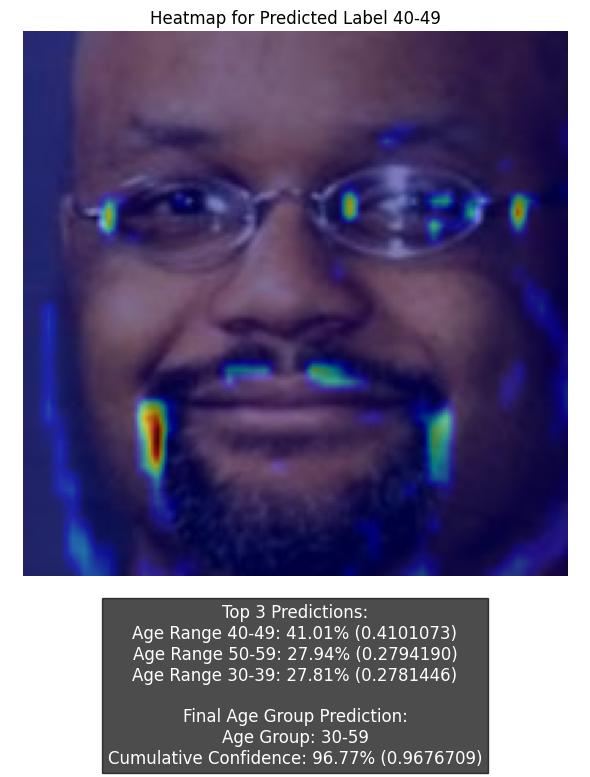 Heatmap for Predicted Label 40-49
Top 3 Predictions:
Age Range 40-49: 41.01% (0.4101073)
Age Range 50-59: 27.94% (0.2794190)
Age Range 30-39: 27.81% (0.2781446)
Final Age Group Prediction:
Age Group: 30-59
Cumulative Confidence: 96.77% (0.9676709)